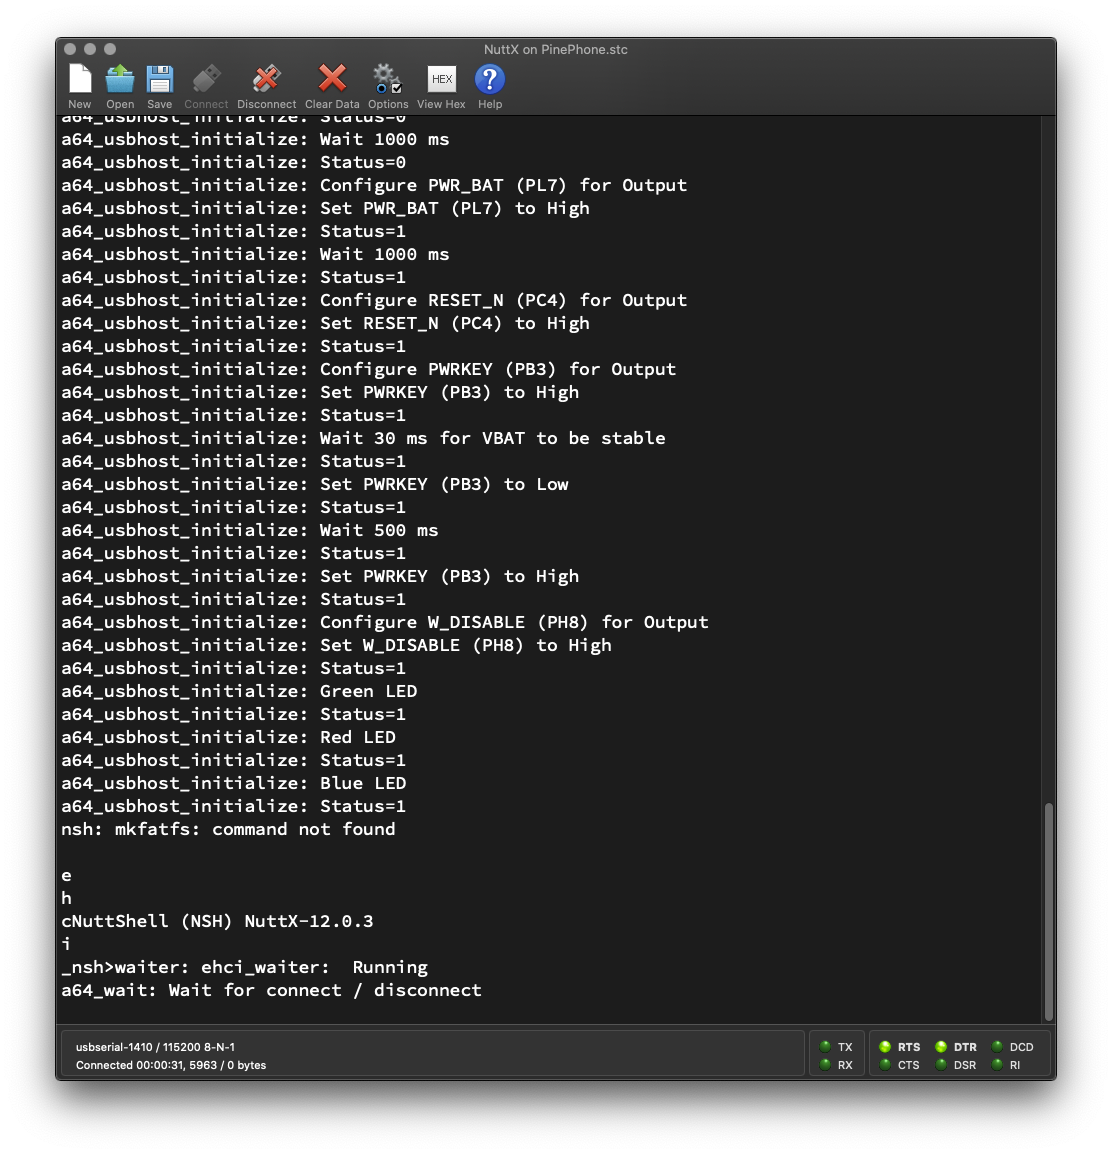 NuttX on PinePhone.stc
New Open Save Connect Disconnect Clear Data Options HEX View Hex Help
a64_usbhost_initialize: Status=0
a64_usbhost_initialize: Wait 1000 ms
a64_usbhost_initialize: Status=0
a64_usbhost_initialize: Configure PWR_BAT (PL7) for Output
a64_usbhost_initialize: Set PWR_BAT (PL7) to High
a64_usbhost_initialize: Status=1
a64_usbhost_initialize: Wait 1000 ms
a64_usbhost_initialize: Status=1
a64_usbhost_initialize: Configure RESET_N (PC4) for Output
a64_usbhost_initialize: Set RESET_N (PC4) to High
a64_usbhost_initialize: Status=1
a64_usbhost_initialize: Configure PWRKEY (PB3) for Output
a64_usbhost_initialize: Set PWRKEY (PB3) to High
a64_usbhost_initialize: Status=1
a64_usbhost_initialize: Wait 30 ms for VBAT to be stable
a64_usbhost_initialize: Status=1
a64_usbhost_initialize: Set PWRKEY (PB3) to Low
a64_usbhost_initialize: Status=1
a64_usbhost_initialize: Wait 500 ms
a64_usbhost_initialize: Status=1
a64_usbhost_initialize: Set PWRKEY (PB3) to High
a64_usbhost_initialize: Status=1
a64_usbhost_initialize: Configure W_DISABLE (PH8) for Output
a64_usbhost_initialize: Set W_DISABLE (PH8) to High
a64_usbhost_initialize: Status=1
a64_usbhost_initialize: Green LED
a64_usbhost_initialize: Status=1
a64_usbhost_initialize: Red LED
a64_usbhost_initialize: Status=1
a64_usbhost_initialize: Blue LED
a64_usbhost_initialize: Status=1
nsh: mkfatfs: command not found
e
h
cNuttShell (NSH) NuttX-12.0.3
i
_nsh>waiter: ehci_waiter:  Running
a64_wait: Wait for connect / disconnect
usbserial-1410 / 115200 8-N-1
Connected 00:00:31, 5963 / 0 bytes
TX RTS DTR DCD
RX CTS DSR RI